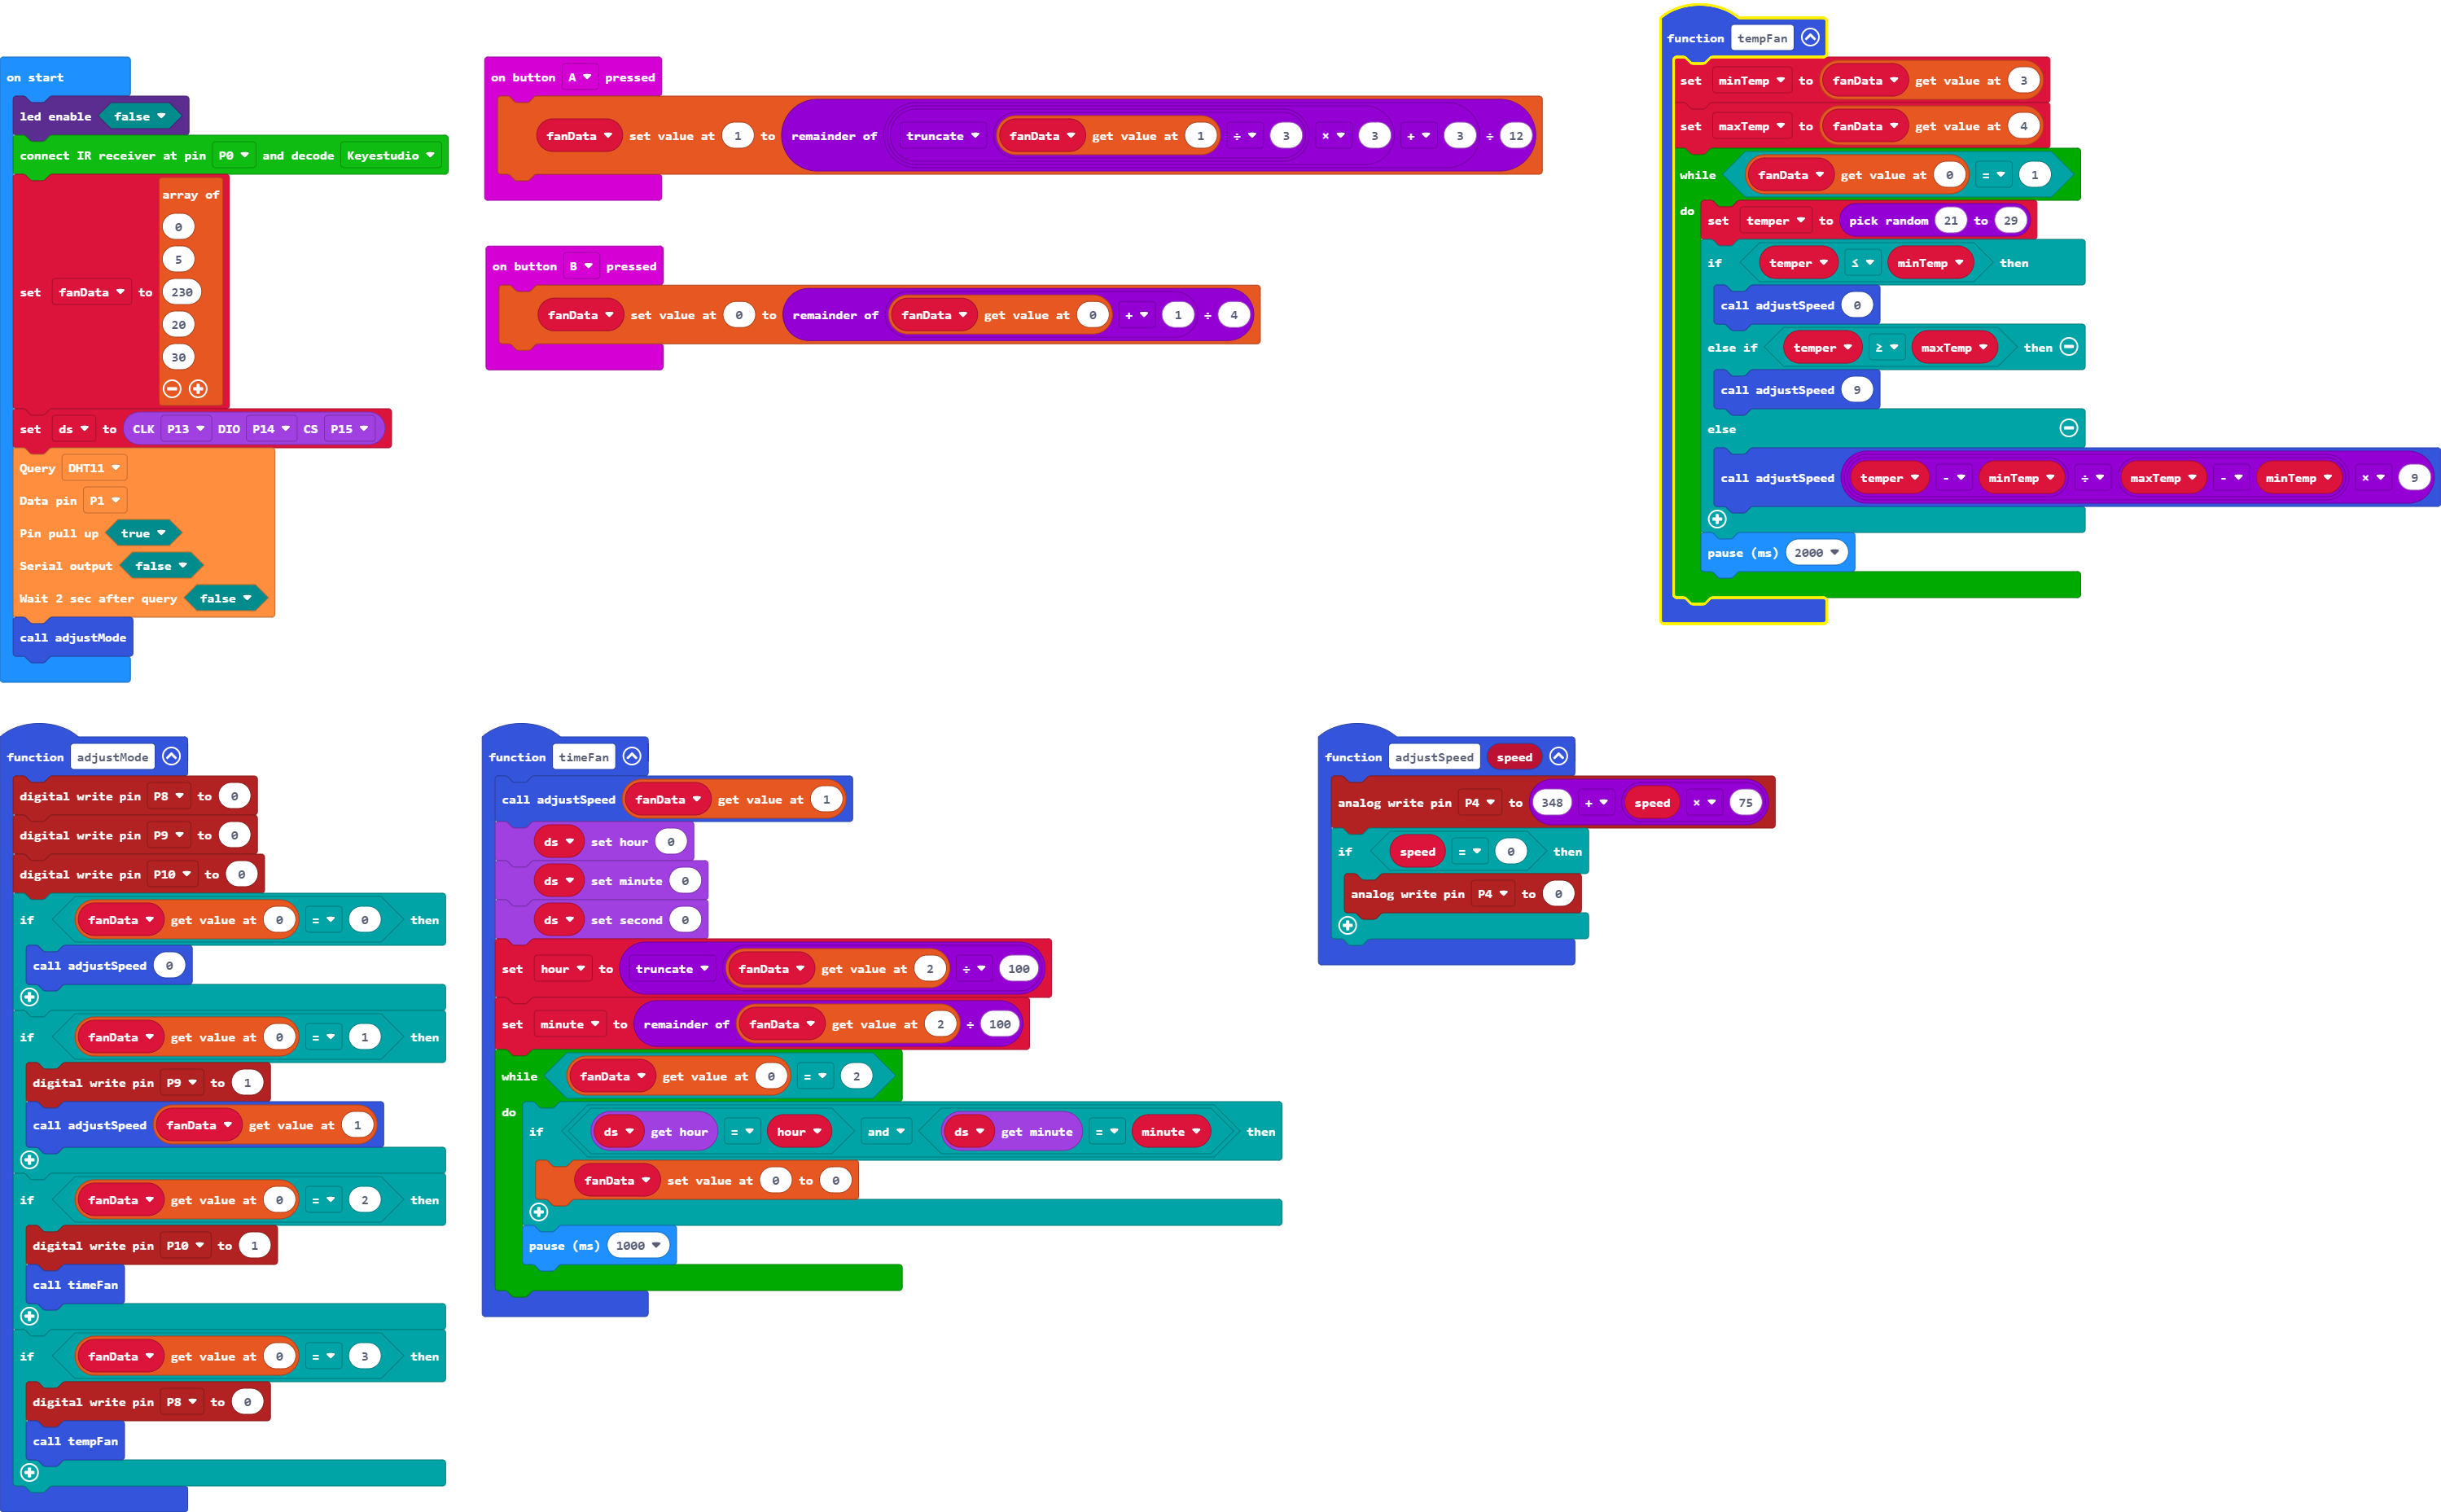 on start
led enable false
connect IR receiver at pin P0 and decode Keyestudio
set fanData to array of
0
5
230
20
30
set ds to CLK P13 DIO P14 CS P15
Query DHT11
Data pin P1
Pin pull up true
Serial output false
Wait 2 sec after query false
call adjustMode
on button A pressed
fanData set value at 1 to remainder of truncate fanData get value at 1 ÷ 3 × 3 + 3 ÷ 12
on button B pressed
fanData set value at 0 to remainder of fanData get value at 0 + 1 ÷ 4
function tempFan
set minTemp to fanData get value at 3
set maxTemp to fanData get value at 4
while fanData get value at 0 = 1
do
set temper to pick random 21 to 29
if temper ≤ minTemp then
call adjustSpeed 0
else if temper ≥ maxTemp then
call adjustSpeed 9
else
call adjustSpeed temper - minTemp ÷ maxTemp - minTemp × 9
pause (ms) 2000
function adjustMode
digital write pin P8 to 0
digital write pin P9 to 0
digital write pin P10 to 0
if fanData get value at 0 = 0 then
call adjustSpeed 0
if fanData get value at 0 = 1 then
digital write pin P9 to 1
call adjustSpeed fanData get value at 1
if fanData get value at 0 = 2 then
digital write pin P10 to 1
call timeFan
if fanData get value at 0 = 3 then
digital write pin P8 to 0
call tempFan
function timeFan
call adjustSpeed fanData get value at 1
ds set hour 0
ds set minute 0
ds set second 0
set hour to truncate fanData get value at 2 ÷ 100
set minute to remainder of fanData get value at 2 ÷ 100
while fanData get value at 0 = 2
do
if ds get hour = hour and ds get minute = minute then
fanData set value at 0 to 0
pause (ms) 1000
function adjustSpeed speed
analog write pin P4 to 348 + speed × 75
if speed = 0 then
analog write pin P4 to 0